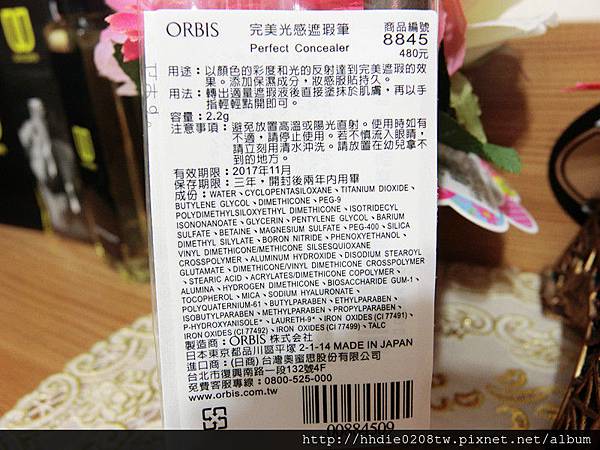 ORBIS 完美光感遮瑕筆 商品編號
Perfect Concealer 8845
480元
用途：以顏色的彩度和光的反射達到完美遮瑕的效
果。添加保濕成分，妝感服貼持久。
用法：轉出適量遮瑕液後直接塗抹於肌膚，再以手
指輕輕點開即可。
容量：2.2g
注意事項：避免放置高溫或陽光直射。使用時如有
不適，請停止使用。若不慎流入眼睛，
請立刻用清水沖洗。請放置在幼兒拿不
到的地方。
有效期限：2017年11月
保存期限：三年，開封後兩年內用畢
成份：WATER、CYCLOPENTASILOXANE、TITANIUM DIOXIDE、
BUTYLENE GLYCOL、DIMETHICONE、PEG-9
POLYDIMETHYLSILOXYETHYL DIMETHICONE、ISOTRIDECYL
ISONONANOATE、GLYCERIN、PENTYLENE GLYCOL、BARIUM
SULFATE、BETAINE、MAGNESIUM SULFATE、PEG-400、SILICA
DIMETHYL SILYLATE、BORON NITRIDE、PHENOXYETHANOL、
VINYL DIMETHICONE/METHICONE SILSESQUIOXANE
CROSSPOLYMER、ALUMINUM HYDROXIDE、DISODIUM STEAROYL
GLUTAMATE、DIMETHICONE/VINYL DIMETHICONE CROSSPOLYMER
、STEARIC ACID、ACRYLATES/DIMETHICONE COPOLYMER、
ALUMINA、HYDROGEN DIMETHICONE、BIOSACCHARIDE GUM-1、
TOCOPHEROL、MICA、SODIUM HYALURONATE、
POLYQUATERNIUM-61、BUTYLPARABEN、ETHYLPARABEN、
ISOBUTYLPARABEN、METHYLPARABEN、PROPYLPARABEN、
P-HYDROXYANISOLE*、LAURETH-9*、IRON OXIDES (CI 77491)、
IRON OXIDES (CI 77492)、IRON OXIDES (CI 77499)、TALC
製造商：ORBIS 株式会社
日本東京都品川區平塚 2-1-14 MADE IN JAPAN
進口商：(日商) 台灣奧蜜思股份有限公司
台北市復興南路一段132號4F
免費客服專線：0800-525-000
www.orbis.com.tw
00884509
http://hhdie0208tw.pixnet.net/album